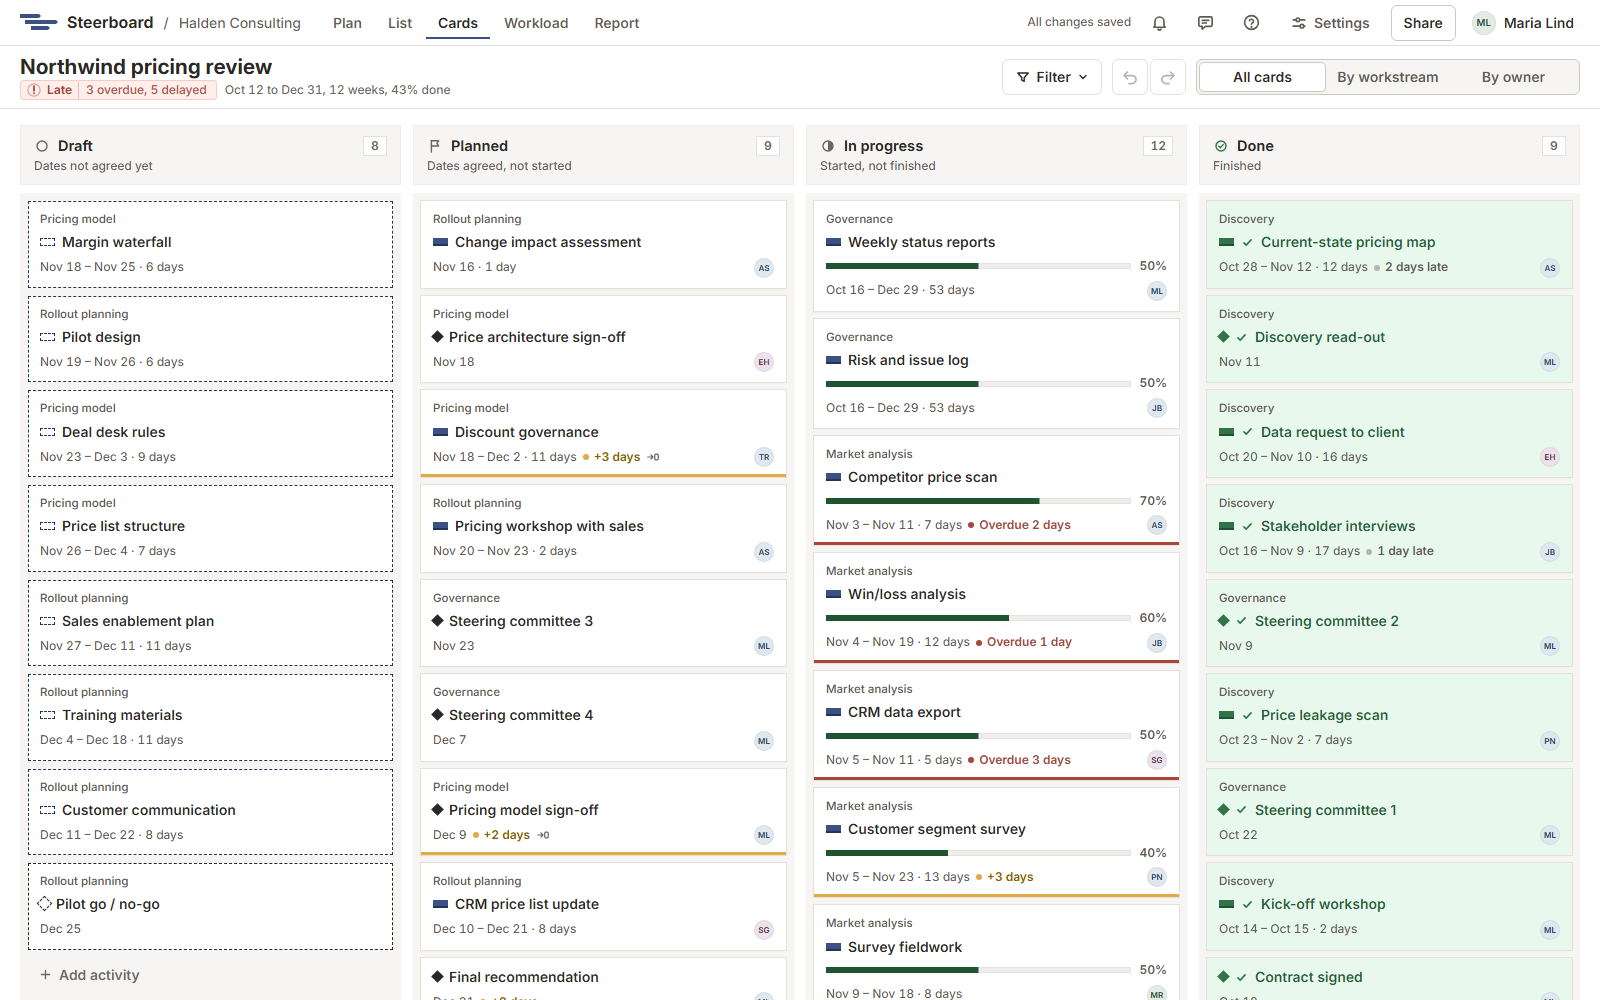 Steerboard / Halden Consulting Plan List Cards Workload Report All changes saved Settings Share ML Maria Lind
Northwind pricing review
Late 3 overdue, 5 delayed Oct 12 to Dec 31, 12 weeks, 43% done
Filter All cards By workstream By owner
Draft 8
Dates not agreed yet
Pricing model
Margin waterfall
Nov 18 – Nov 25 · 6 days
Rollout planning
Pilot design
Nov 19 – Nov 26 · 6 days
Pricing model
Deal desk rules
Nov 23 – Dec 3 · 9 days
Pricing model
Price list structure
Nov 26 – Dec 4 · 7 days
Rollout planning
Sales enablement plan
Nov 27 – Dec 11 · 11 days
Rollout planning
Training materials
Dec 4 – Dec 18 · 11 days
Rollout planning
Customer communication
Dec 11 – Dec 22 · 8 days
Rollout planning
Pilot go / no-go
Dec 25
+ Add activity
Planned 9
Dates agreed, not started
Rollout planning
Change impact assessment
Nov 16 · 1 day AS
Pricing model
Price architecture sign-off
Nov 18 EH
Pricing model
Discount governance
Nov 18 – Dec 2 · 11 days +3 days TR
Rollout planning
Pricing workshop with sales
Nov 20 – Nov 23 · 2 days AS
Governance
Steering committee 3
Nov 23 ML
Governance
Steering committee 4
Dec 7 ML
Pricing model
Pricing model sign-off
Dec 9 +2 days ML
Rollout planning
CRM price list update
Dec 10 – Dec 21 · 8 days SG
Final recommendation
In progress 12
Started, not finished
Governance
Weekly status reports
50%
Oct 16 – Dec 29 · 53 days ML
Governance
Risk and issue log
50%
Oct 16 – Dec 29 · 53 days JB
Market analysis
Competitor price scan
70%
Nov 3 – Nov 11 · 7 days Overdue 2 days AS
Market analysis
Win/loss analysis
60%
Nov 4 – Nov 19 · 12 days Overdue 1 day JB
Market analysis
CRM data export
50%
Nov 5 – Nov 11 · 5 days Overdue 3 days SG
Market analysis
Customer segment survey
40%
Nov 5 – Nov 23 · 13 days +3 days PN
Market analysis
Survey fieldwork
50%
Nov 9 – Nov 18 · 8 days MR
Done 9
Finished
Discovery
Current-state pricing map
Oct 28 – Nov 12 · 12 days 2 days late AS
Discovery
Discovery read-out
Nov 11 ML
Discovery
Data request to client
Oct 20 – Nov 10 · 16 days EH
Discovery
Stakeholder interviews
Oct 16 – Nov 9 · 17 days 1 day late JB
Governance
Steering committee 2
Nov 9 ML
Discovery
Price leakage scan
Oct 23 – Nov 2 · 7 days PN
Governance
Steering committee 1
Oct 22 ML
Discovery
Kick-off workshop
Oct 14 – Oct 15 · 2 days ML
Contract signed